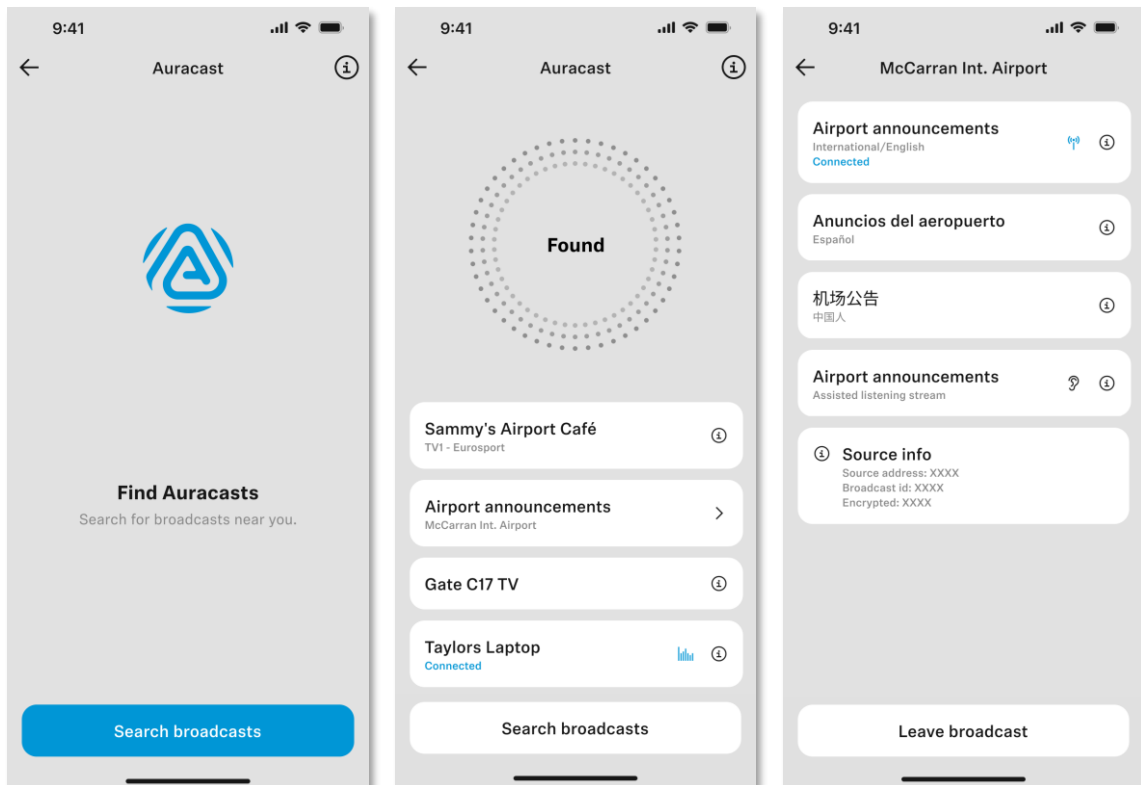 9:41
Auracast
Find Auracasts
Search for broadcasts near you.
Search broadcasts
9:41
Auracast
Found
Sammy's Airport Café
TV1 - Eurosport
Airport announcements
McCarran Int. Airport
Gate C17 TV
Taylors Laptop
Connected
Search broadcasts
9:41
McCarran Int. Airport
Airport announcements
International/English
Connected
Anuncios del aeropuerto
Español
机场公告
中国人
Airport announcements
Assisted listening stream
Source info
Source address: XXXX
Broadcast id: XXXX
Encrypted: XXXX
Leave broadcast